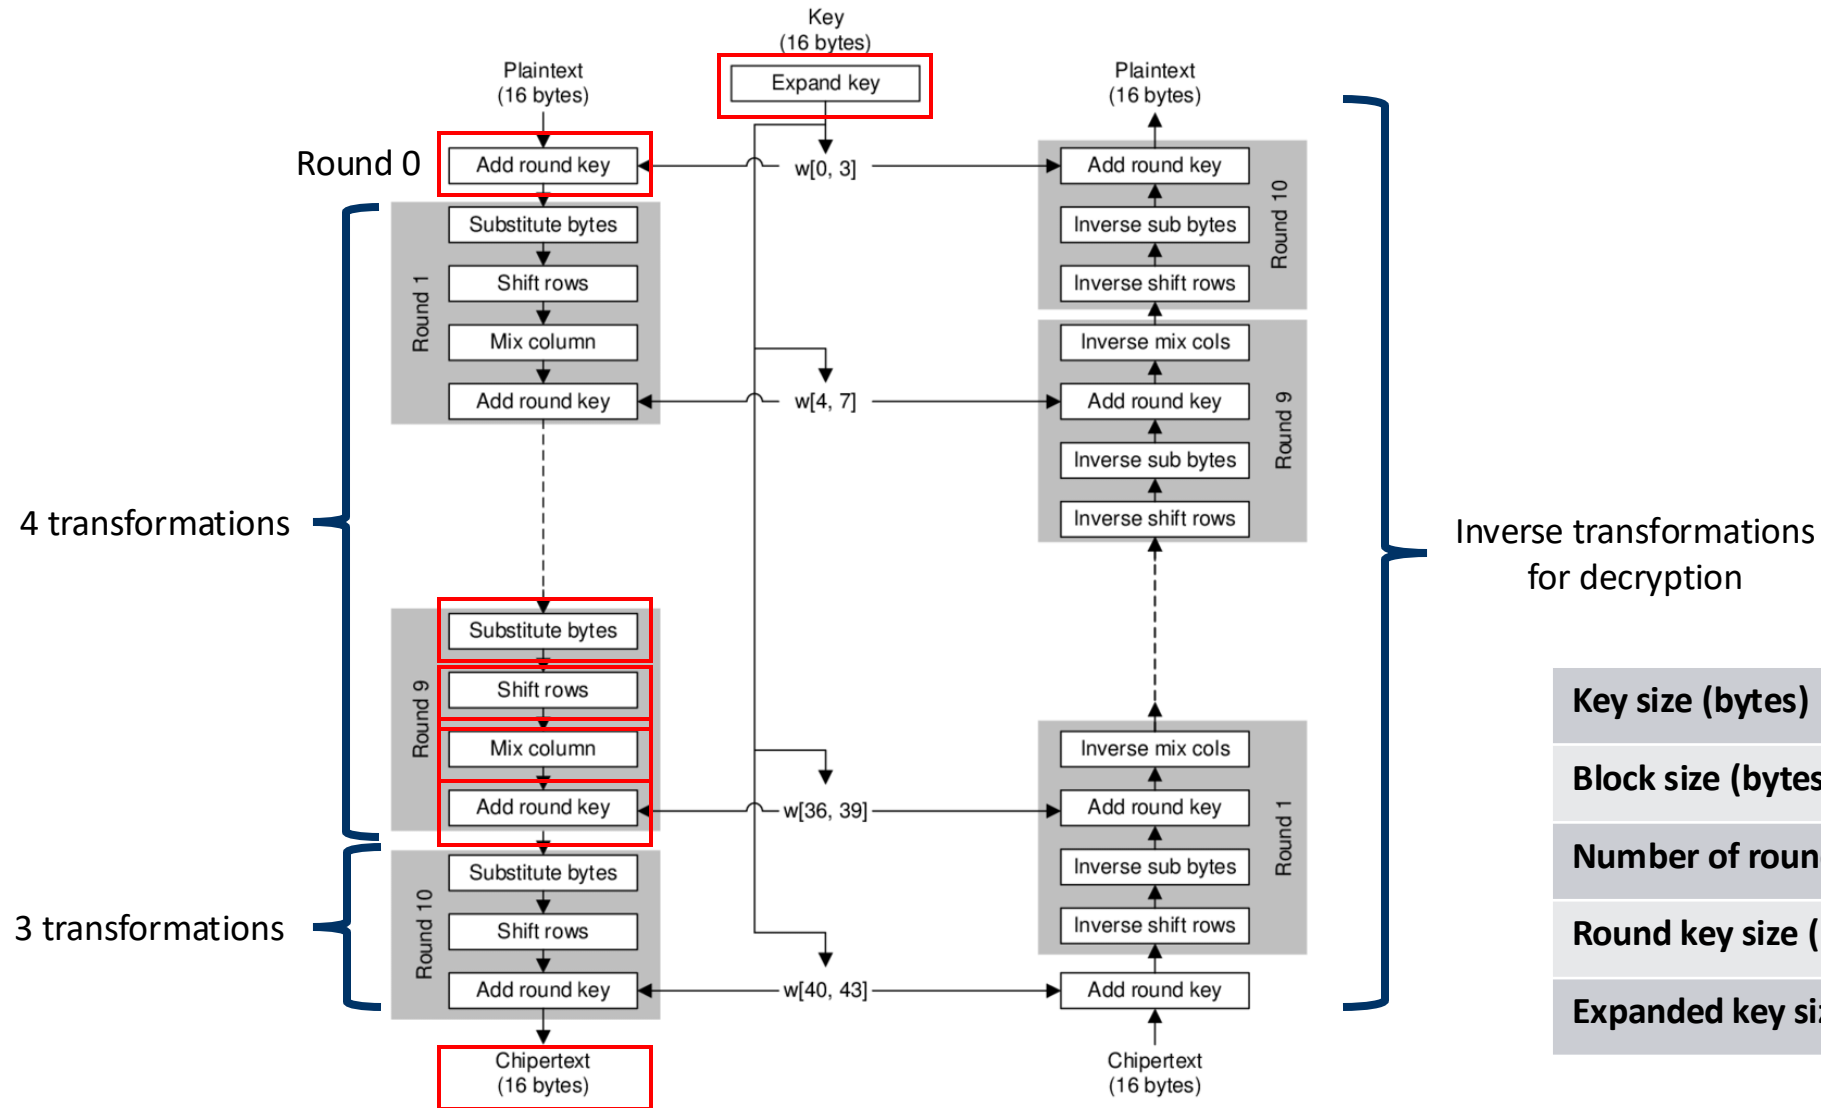 Key
(16 bytes)
Expand key
Plaintext
(16 bytes)
Round 0
Add round key
Round 1
Substitute bytes
Shift rows
Mix column
Add round key
4 transformations
Round 9
Substitute bytes
Shift rows
Mix column
Add round key
3 transformations
Round 10
Substitute bytes
Shift rows
Add round key
Chipertext
(16 bytes)
w[0, 3]
w[4, 7]
w[36, 39]
w[40, 43]
Plaintext
(16 bytes)
Add round key
Inverse sub bytes
Inverse shift rows
Round 10
Inverse mix cols
Add round key
Inverse sub bytes
Inverse shift rows
Round 9
Inverse mix cols
Add round key
Inverse sub bytes
Inverse shift rows
Round 1
Add round key
Chipertext
(16 bytes)
Inverse transformations
for decryption
Key size (bytes)
Block size (bytes
Number of roun
Round key size (
Expanded key siz